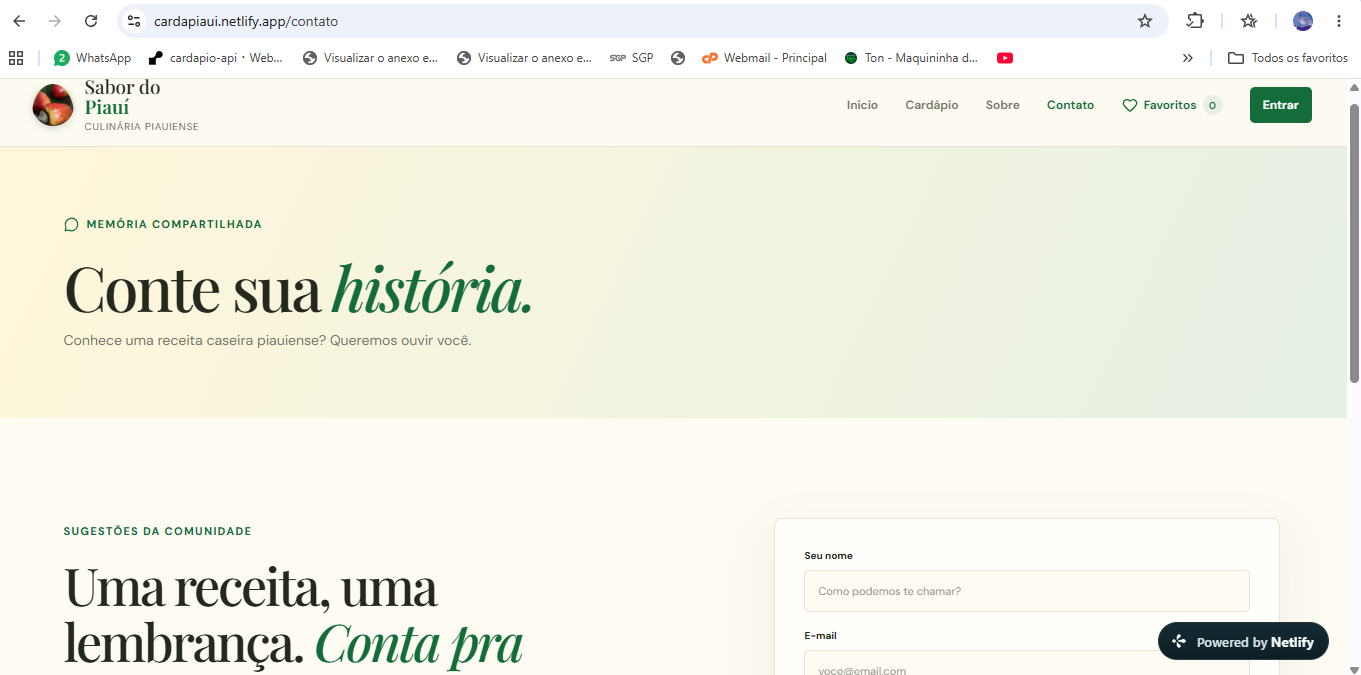 cardapiaui.netlify.app/contato
2 WhatsApp cardapio-api · Web... Visualizar o anexo e... Visualizar o anexo e... SGP SGP Webmail - Principal Ton - Maquininha d... Todos os favoritos
Sabor do
Piauí
CULINÁRIA PIAUIENSE
Início Cardápio Sobre Contato Favoritos 0 Entrar
MEMÓRIA COMPARTILHADA
Conte sua história.
Conhece uma receita caseira piauiense? Queremos ouvir você.
SUGESTÕES DA COMUNIDADE
Uma receita, uma
lembrança. Conta pra
Seu nome
Como podemos te chamar?
E-mail
voce@email.com
Powered by Netlify